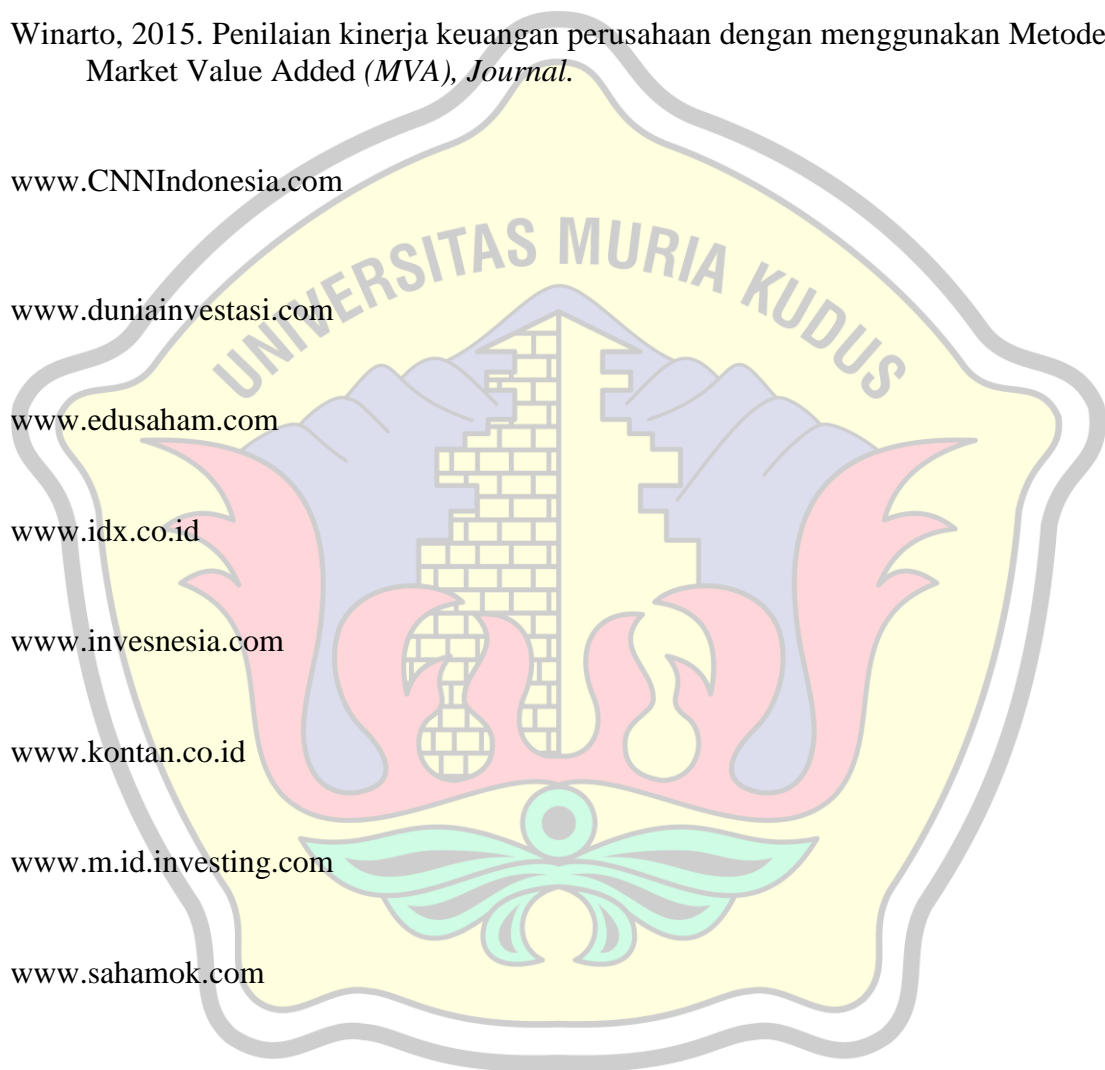 Winarto, 2015. Penilaian kinerja keuangan perusahaan dengan menggunakan Metode
Market Value Added (MVA), Journal.
www.CNNIndonesia.com
UNIVERSITAS MURIA KUDUS
www.duniainvestasi.com
www.edusaham.com
www.idx.co.id
www.invesnesia.com
www.kontan.co.id
www.m.id.investing.com
www.sahamok.com